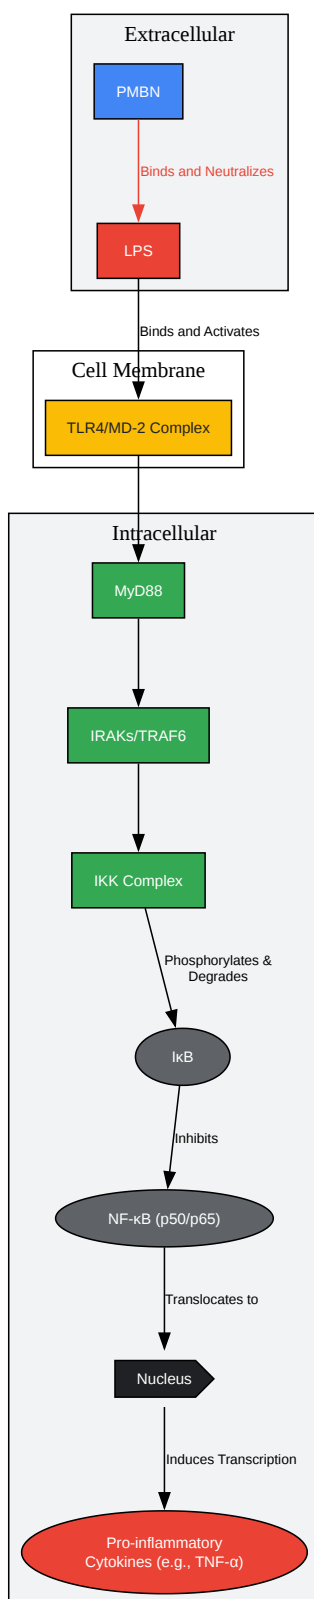 Extracellular
PMBN
Binds and Neutralizes
LPS
Binds and Activates
Cell Membrane
TLR4/MD-2 Complex
Intracellular
MyD88
IRAKs/TRAF6
IKK Complex
Phosphorylates &
Degrades
IκB
Inhibits
NF-κB (p50/p65)
Translocates to
Nucleus
Induces Transcription
Pro-inflammatory
Cytokines (e.g., TNF-α)